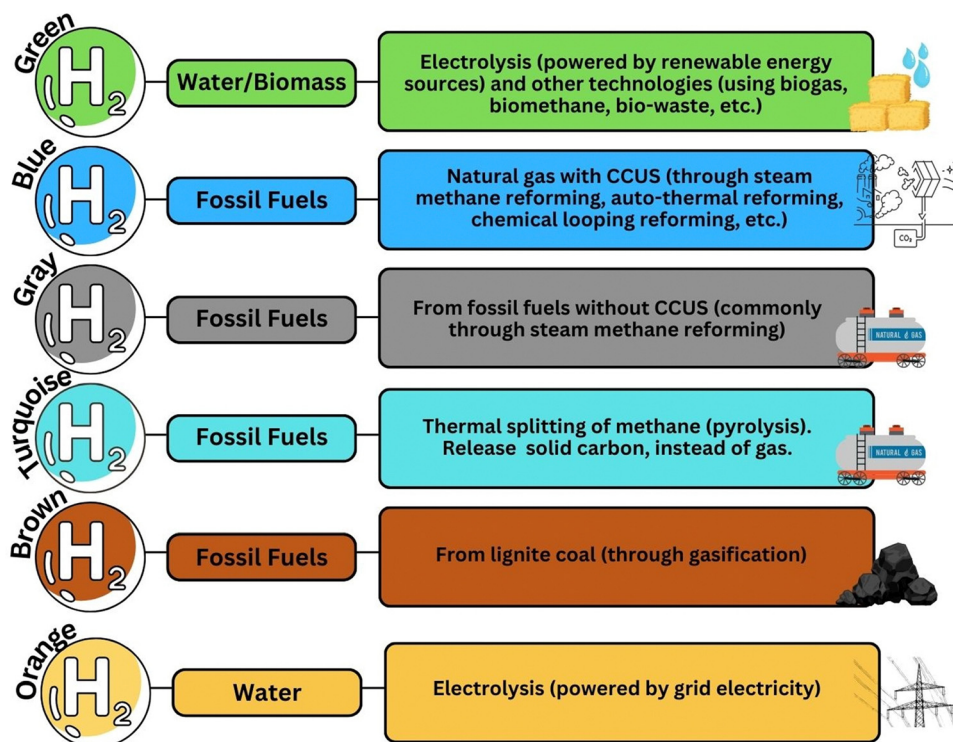 Green
H2
Water/Biomass
Electrolysis (powered by renewable energy
sources) and other technologies (using biogas,
biomethane, bio-waste, etc.)
Blue
H2
Fossil Fuels
Natural gas with CCUS (through steam
methane reforming, auto-thermal reforming,
chemical looping reforming, etc.)
CO₂
Gray
H2
Fossil Fuels
From fossil fuels without CCUS (commonly
through steam methane reforming)
NATURAL GAS
Turquoise
H2
Fossil Fuels
Thermal splitting of methane (pyrolysis).
Release solid carbon, instead of gas.
NATURAL GAS
Brown
H2
Fossil Fuels
From lignite coal (through gasification)
Orange
H2
Water
Electrolysis (powered by grid electricity)